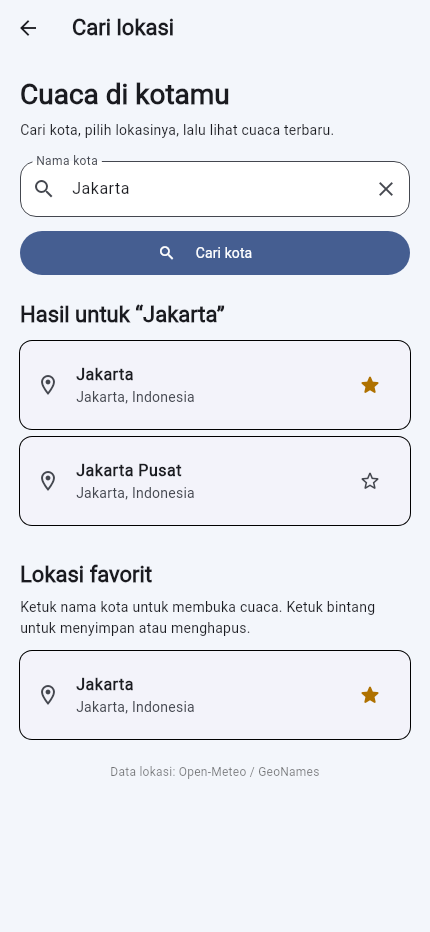 Cari lokasi
Cuaca di kotamu
Cari kota, pilih lokasinya, lalu lihat cuaca terbaru.
Nama kota
Jakarta
Cari kota
Hasil untuk “Jakarta”
Jakarta
Jakarta, Indonesia
Jakarta Pusat
Jakarta, Indonesia
Lokasi favorit
Ketuk nama kota untuk membuka cuaca. Ketuk bintang
untuk menyimpan atau menghapus.
Jakarta
Jakarta, Indonesia
Data lokasi: Open-Meteo / GeoNames